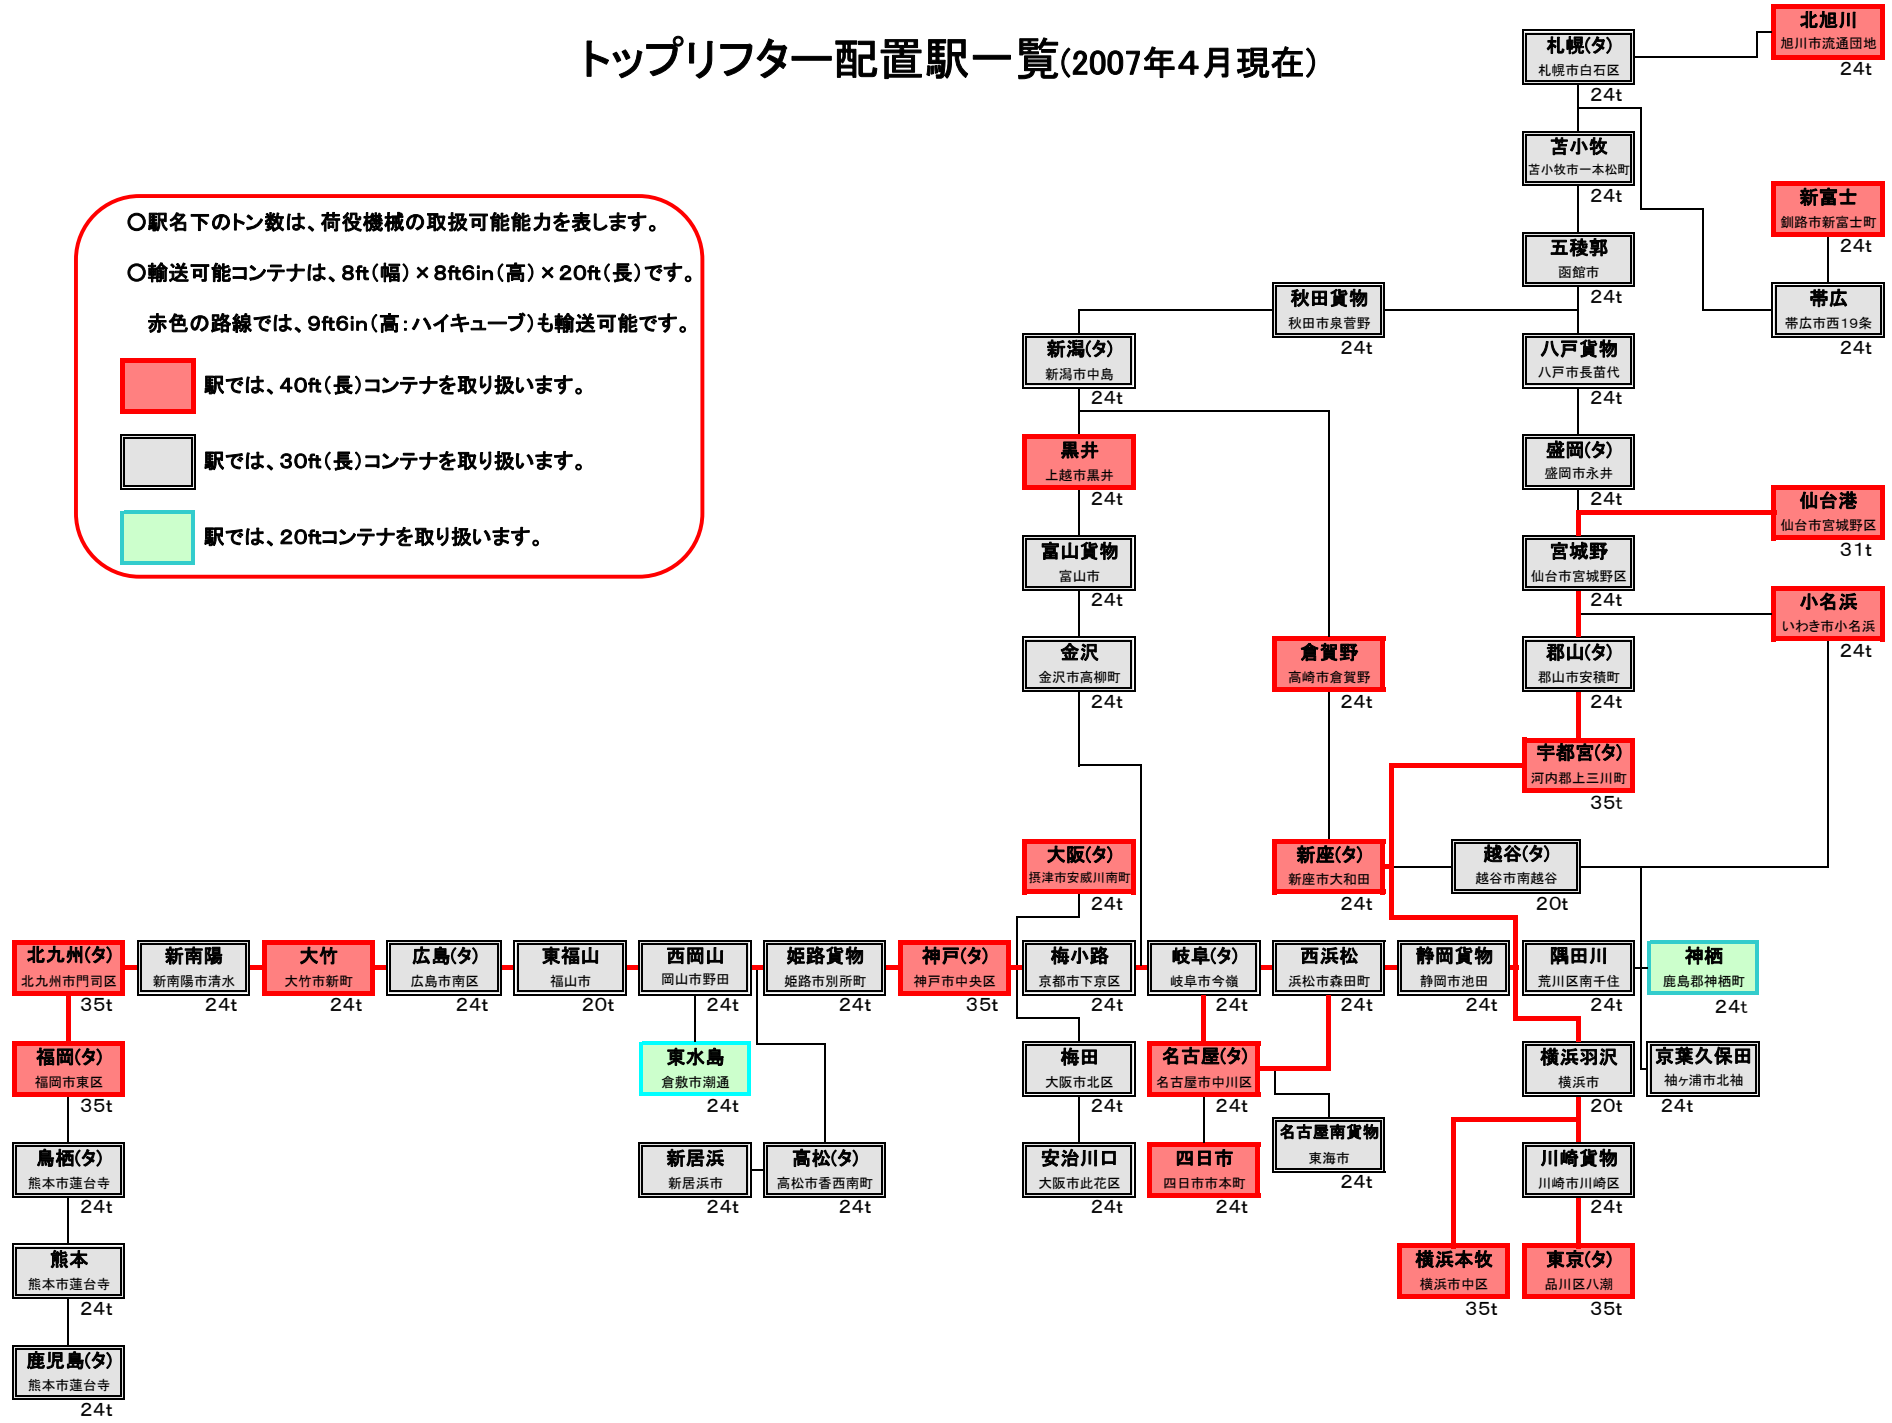 トップリフター配置駅一覧(2007年4月現在)
○駅名下のトン数は、荷役機械の取扱可能能力を表します。
○輸送可能コンテナは、8ft(幅)×8ft6in(高)×20ft(長)です。
赤色の路線では、9ft6in(高:ハイキューブ)も輸送可能です。
駅では、40ft(長)コンテナを取り扱います。
駅では、30ft(長)コンテナを取り扱います。
駅では、20ftコンテナを取り扱います。
北旭川
旭川市流通団地
24t
札幌(タ)
札幌市白石区
24t
苫小牧
苫小牧市一本松町
24t
新富士
釧路市新富士町
24t
五稜郭
函館市
24t
帯広
帯広市西19条
24t
秋田貨物
秋田市泉菅野
24t
新潟(タ)
新潟市中島
24t
八戸貨物
八戸市長苗代
24t
黒井
上越市黒井
24t
盛岡(タ)
盛岡市永井
24t
仙台港
仙台市宮城野区
31t
富山貨物
富山市
24t
宮城野
仙台市宮城野区
24t
小名浜
いわき市小名浜
24t
金沢
金沢市高柳町
24t
倉賀野
高崎市倉賀野
24t
郡山(タ)
郡山市安積町
24t
宇都宮(タ)
河内郡上三川町
35t
大阪(タ)
摂津市安威川南町
24t
新座(タ)
新座市大和田
24t
越谷(タ)
越谷市南越谷
20t
北九州(タ)
北九州市門司区
35t
新南陽
新南陽市清水
24t
大竹
大竹市新町
24t
広島(タ)
広島市南区
24t
東福山
福山市
20t
西岡山
岡山市野田
24t
姫路貨物
姫路市別所町
24t
神戸(タ)
神戸市中央区
35t
梅小路
京都市下京区
24t
岐阜(タ)
岐阜市今嶺
24t
西浜松
浜松市森田町
24t
静岡貨物
静岡市池田
24t
隅田川
荒川区南千住
24t
神栖
鹿島郡神栖町
24t
福岡(タ)
福岡市東区
35t
東水島
倉敷市潮通
24t
梅田
大阪市北区
24t
名古屋(タ)
名古屋市中川区
24t
横浜羽沢
横浜市
20t
京葉久保田
袖ヶ浦市北袖
24t
名古屋南貨物
東海市
24t
鳥栖(タ)
熊本市蓮台寺
24t
新居浜
新居浜市
24t
高松(タ)
高松市香西南町
24t
安治川口
大阪市此花区
24t
四日市
四日市市本町
24t
川崎貨物
川崎市川崎区
24t
熊本
熊本市蓮台寺
24t
横浜本牧
横浜市中区
35t
東京(タ)
品川区八潮
35t
鹿児島(タ)
熊本市蓮台寺
24t